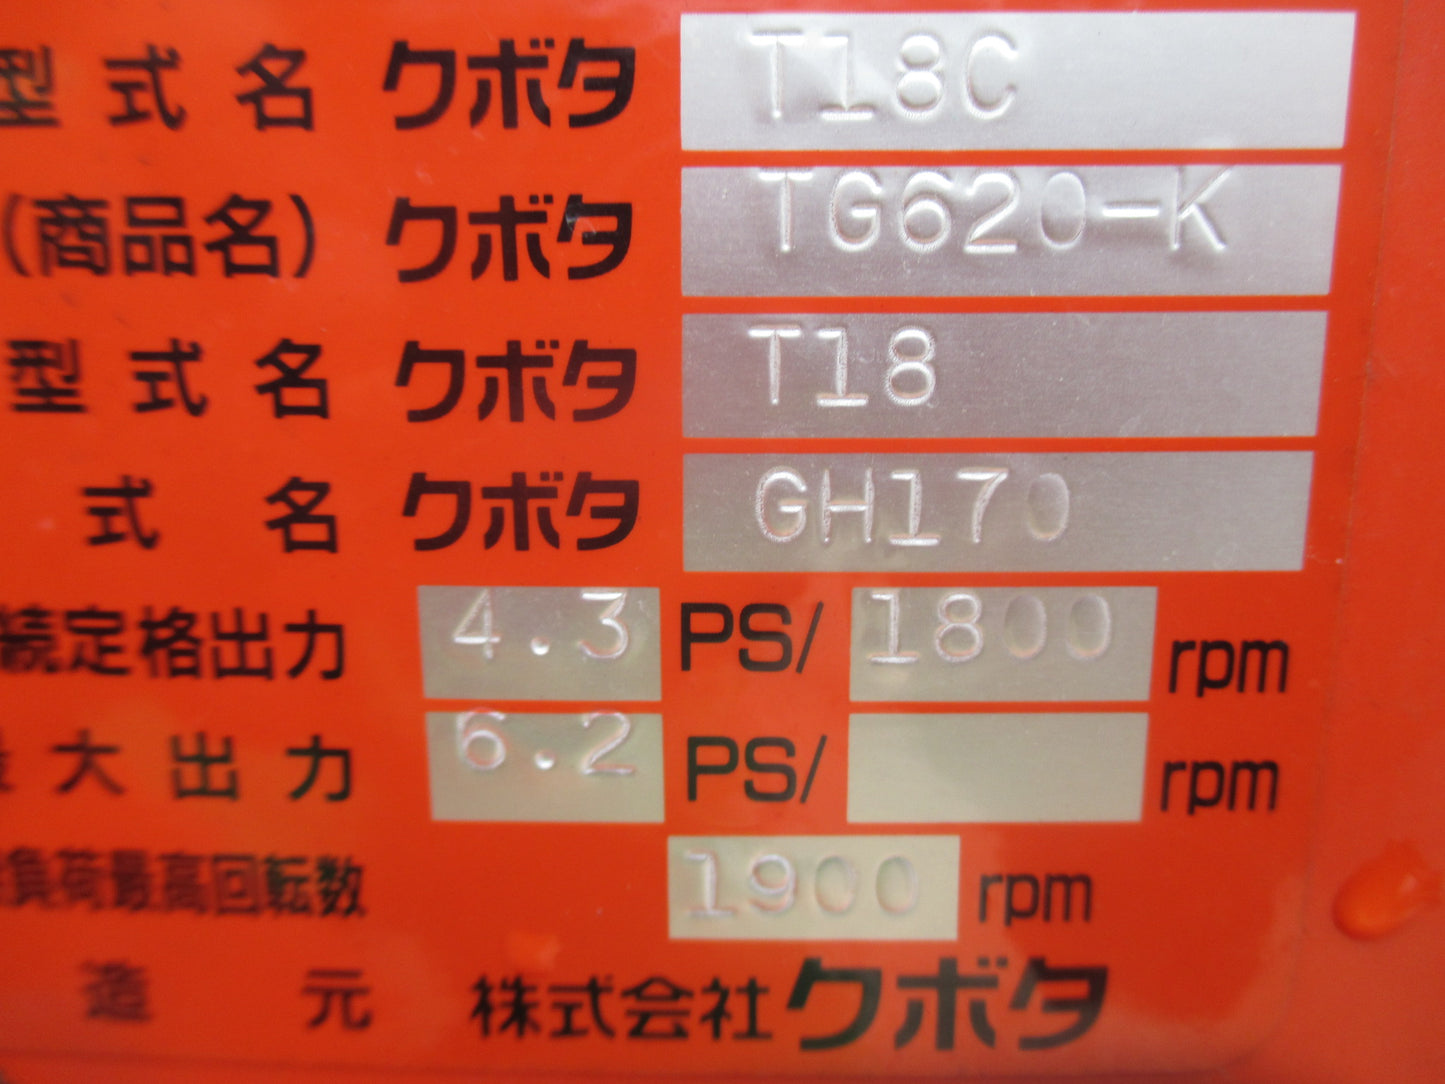 型式名 クボタ T18C
(商品名) クボタ TG620-K
型式名 クボタ T18
式名 クボタ GH170
続定格出力 4.3 PS/ 1800 rpm
最大出力 6.2 PS/ rpm
負荷最高回転数 1900 rpm
造元 株式会社クボタ